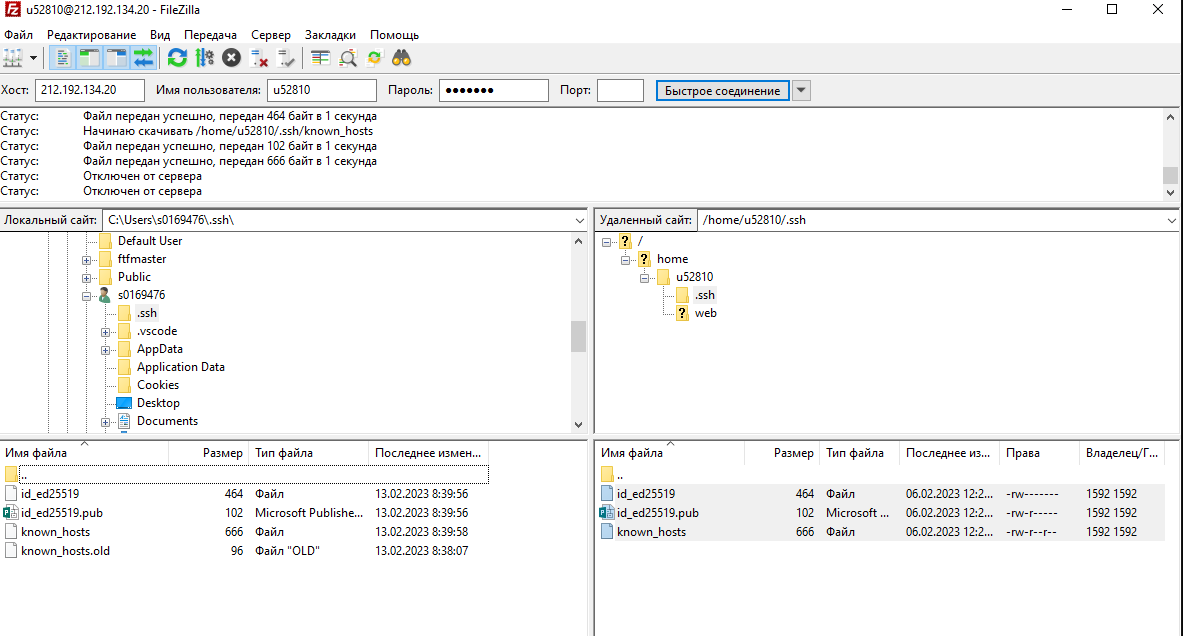 u52810@212.192.134.20 - FileZilla
Файл Редактирование Вид Передача Сервер Закладки Помощь
Хост: 212.192.134.20 Имя пользователя: u52810 Пароль: ●●●●●●● Порт: Быстрое соединение
Статус: Файл передан успешно, передан 464 байт в 1 секунда
Статус: Начинаю скачивать /home/u52810/.ssh/known_hosts
Статус: Файл передан успешно, передан 102 байт в 1 секунда
Статус: Файл передан успешно, передан 666 байт в 1 секунда
Статус: Отключен от сервера
Статус: Отключен от сервера
Локальный сайт: C:\Users\s0169476\.ssh\
Default User
ftfmaster
Public
s0169476
.ssh
.vscode
AppData
Application Data
Cookies
Desktop
Documents
Удаленный сайт: /home/u52810/.ssh
/
home
u52810
.ssh
web
Имя файла Размер Тип файла Последнее измен...
..
id_ed25519 464 Файл 13.02.2023 8:39:56
id_ed25519.pub 102 Microsoft Publishe... 13.02.2023 8:39:56
known_hosts 666 Файл 13.02.2023 8:39:58
known_hosts.old 96 Файл "OLD" 13.02.2023 8:38:07
Имя файла Размер Тип файла Последнее из... Права Владелец/Г...
..
id_ed25519 464 Файл 06.02.2023 12:2... -rw------- 1592 1592
id_ed25519.pub 102 Microsoft ... 06.02.2023 12:2... -rw-r----- 1592 1592
known_hosts 666 Файл 06.02.2023 12:2... -rw-r--r-- 1592 1592